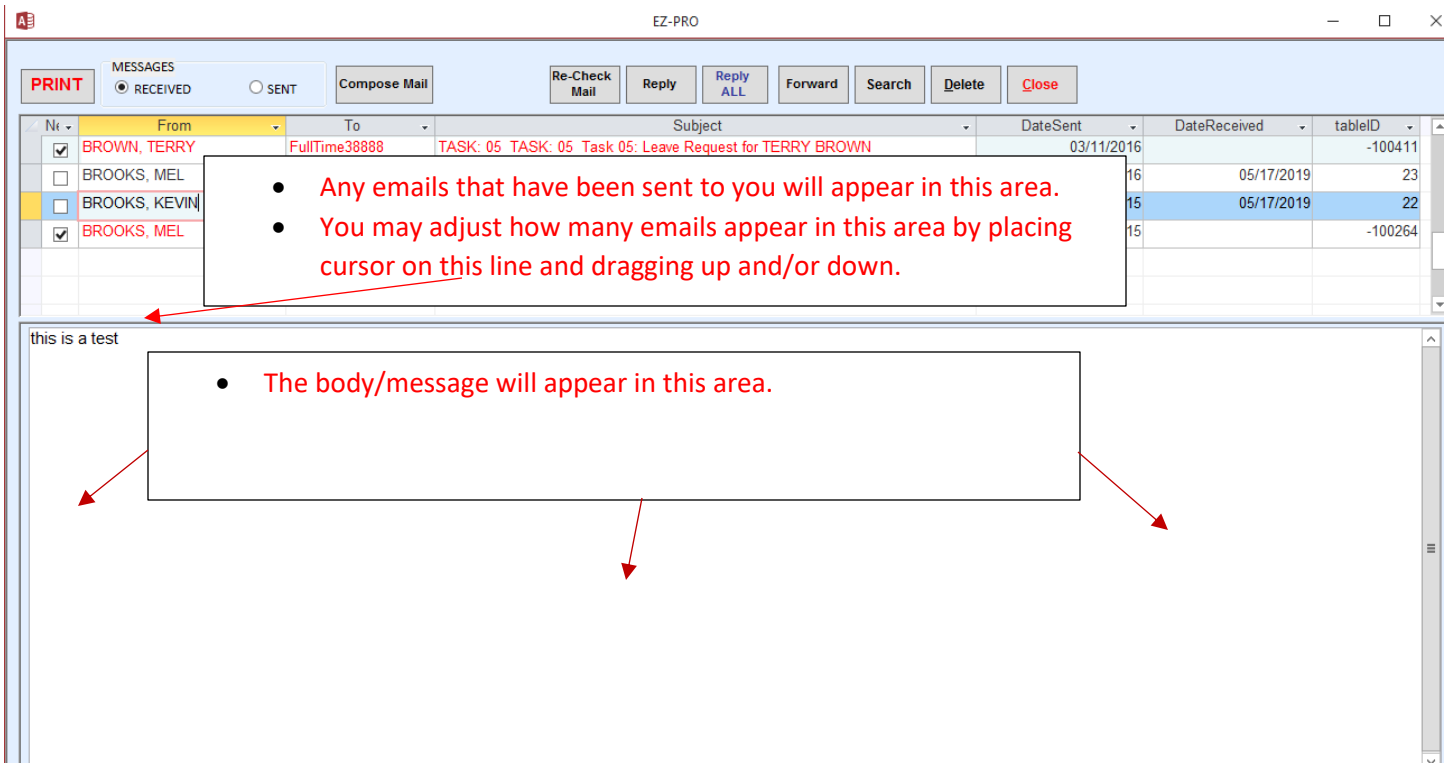 EZ-PRO
MESSAGES
PRINT
RECEIVED
SENT
Compose Mail
Re-Check
Mail
Reply
Reply
ALL
Forward
Search
Delete
Close
From To Subject DateSent DateReceived tableID
BROWN, TERRY FullTime38888 TASK: 05 TASK: 05 Task 05: Leave Request for TERRY BROWN 03/11/2016 -100411
BROOKS, MEL 16 05/17/2019 23
BROOKS, KEVIN 15 05/17/2019 22
BROOKS, MEL 15 -100264
• Any emails that have been sent to you will appear in this area.
• You may adjust how many emails appear in this area by placing
cursor on this line and dragging up and/or down.
this is a test
• The body/message will appear in this area.